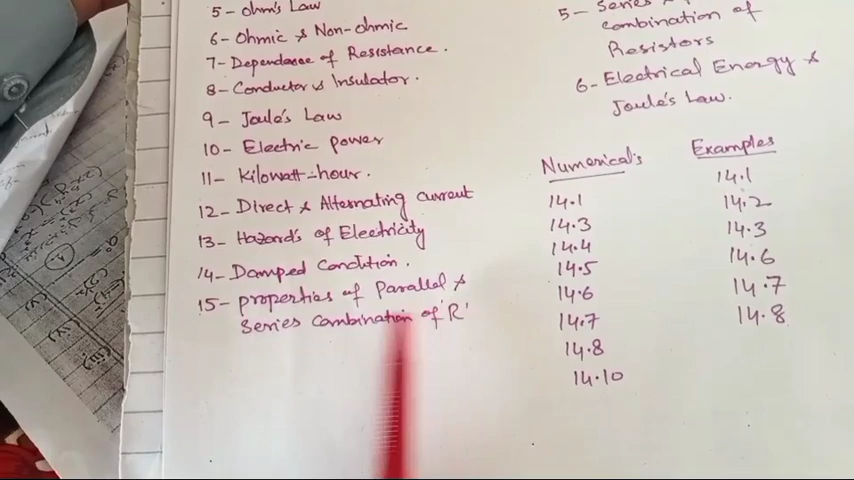 5- Ohm's Law
6- Ohmic & Non-ohmic
7- Dependance of Resistance.
8- Conductor & Insulator.
9- Joule's Law
10- Electric power
11- Kilowatt-hour.
12- Direct & Alternating current
13- Hazard's of Electricity
14- Damped Condition.
15- properties of Parallel &
Series Combination of 'R'
5- Series
combination of
Resistors
6- Electrical Energy &
Joule's Law.
Numerical's
14.1
14.3
14.4
14.5
14.6
14.7
14.8
14.10
Examples
14.1
14.2
14.3
14.6
14.7
14.8